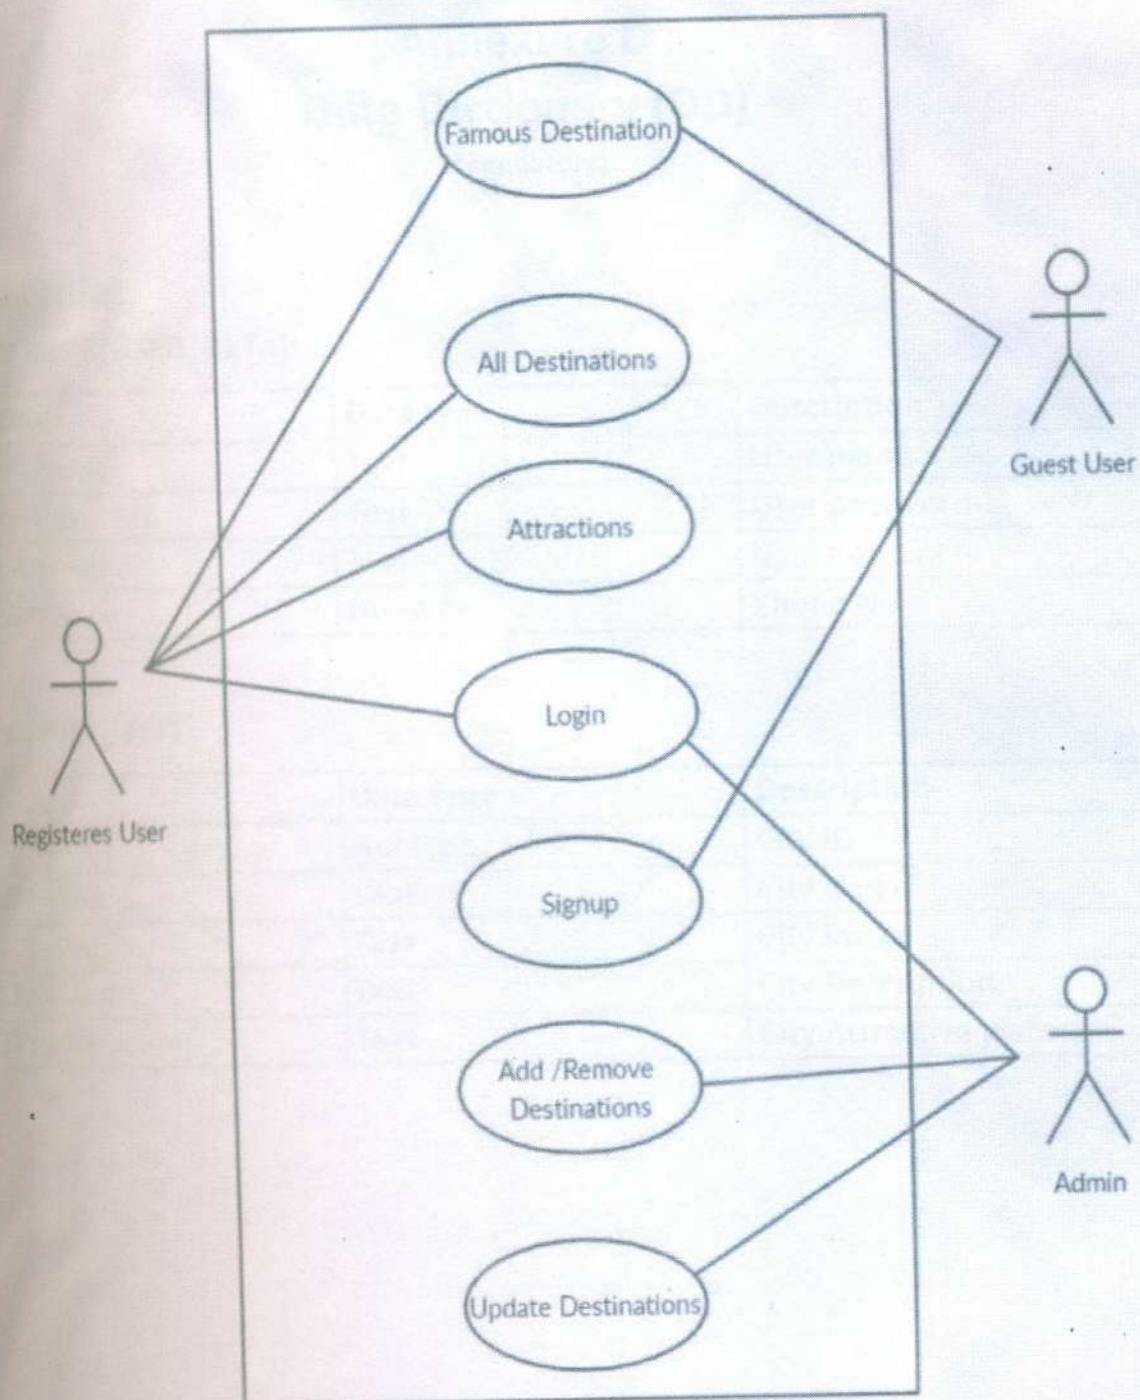 Famous Destination
All Destinations
Guest User
Attractions
Login
Registeres User
Signup
Add /Remove
Destinations
Admin
Update Destinations